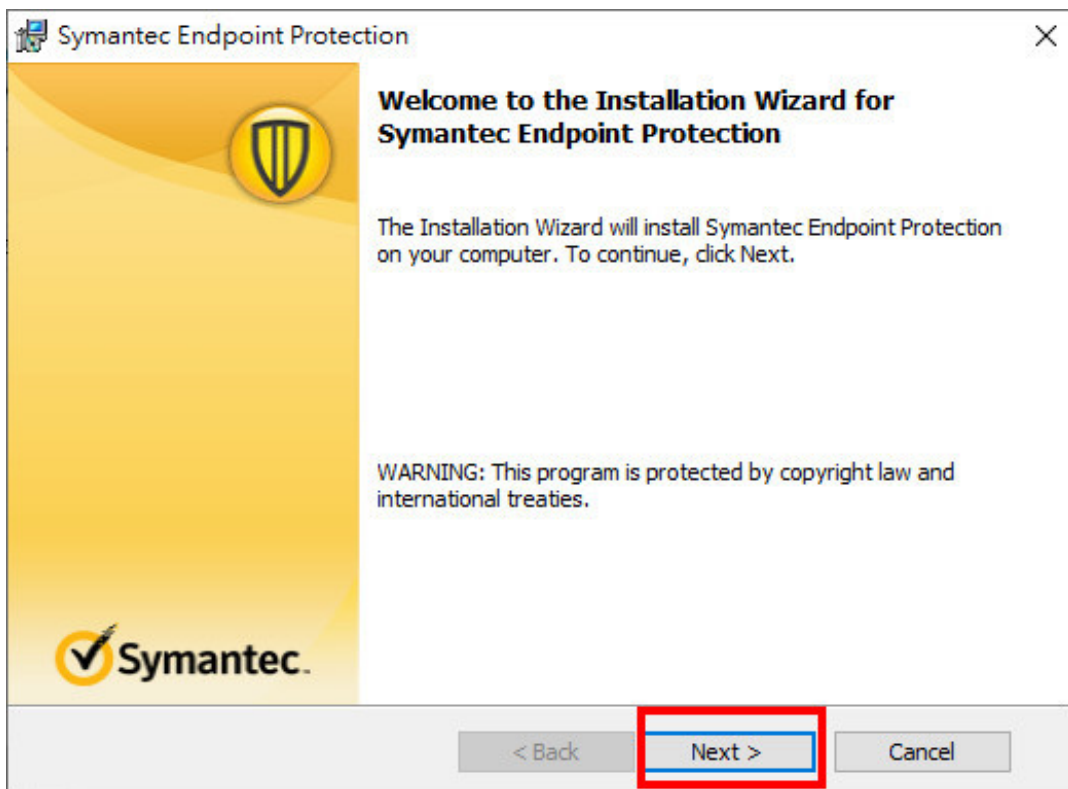 Symantec Endpoint Protection
Welcome to the Installation Wizard for
Symantec Endpoint Protection
The Installation Wizard will install Symantec Endpoint Protection
on your computer. To continue, click Next.
WARNING: This program is protected by copyright law and
international treaties.
Symantec.
< Back Next > Cancel